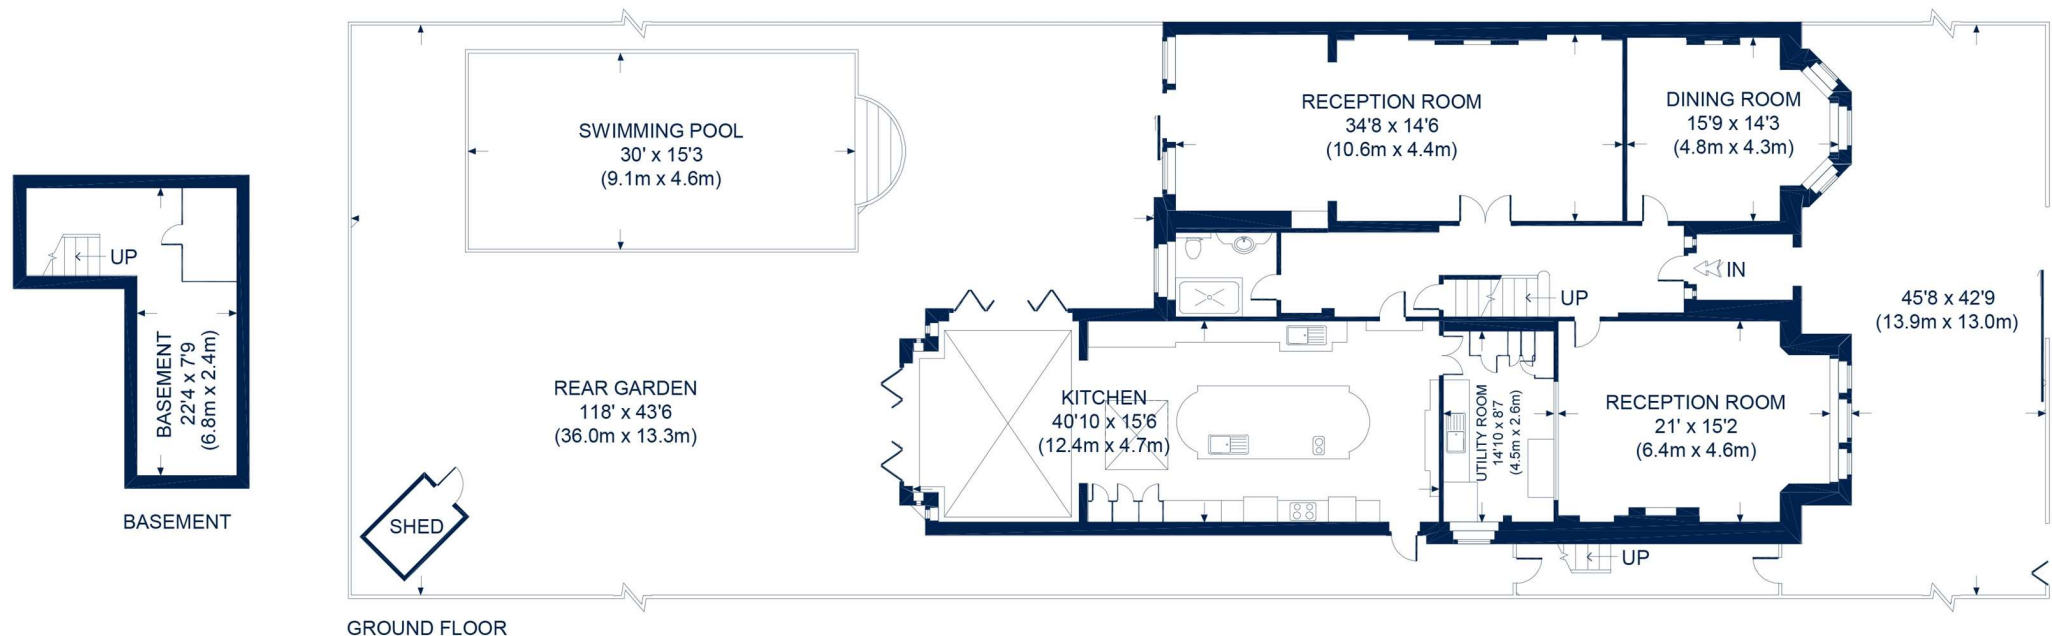 SWIMMING POOL
30' x 15'3
(9.1m x 4.6m)
RECEPTION ROOM
34'8 x 14'6
(10.6m x 4.4m)
DINING ROOM
15'9 x 14'3
(4.8m x 4.3m)
UP
BASEMENT
22'4 x 7'9
(6.8m x 2.4m)
BASEMENT
IN
UP
45'8 x 42'9
(13.9m x 13.0m)
REAR GARDEN
118' x 43'6
(36.0m x 13.3m)
KITCHEN
40'10 x 15'6
(12.4m x 4.7m)
UTILITY ROOM
14'10 x 8'7
(4.5m x 2.6m)
RECEPTION ROOM
21' x 15'2
(6.4m x 4.6m)
SHED
UP
GROUND FLOOR